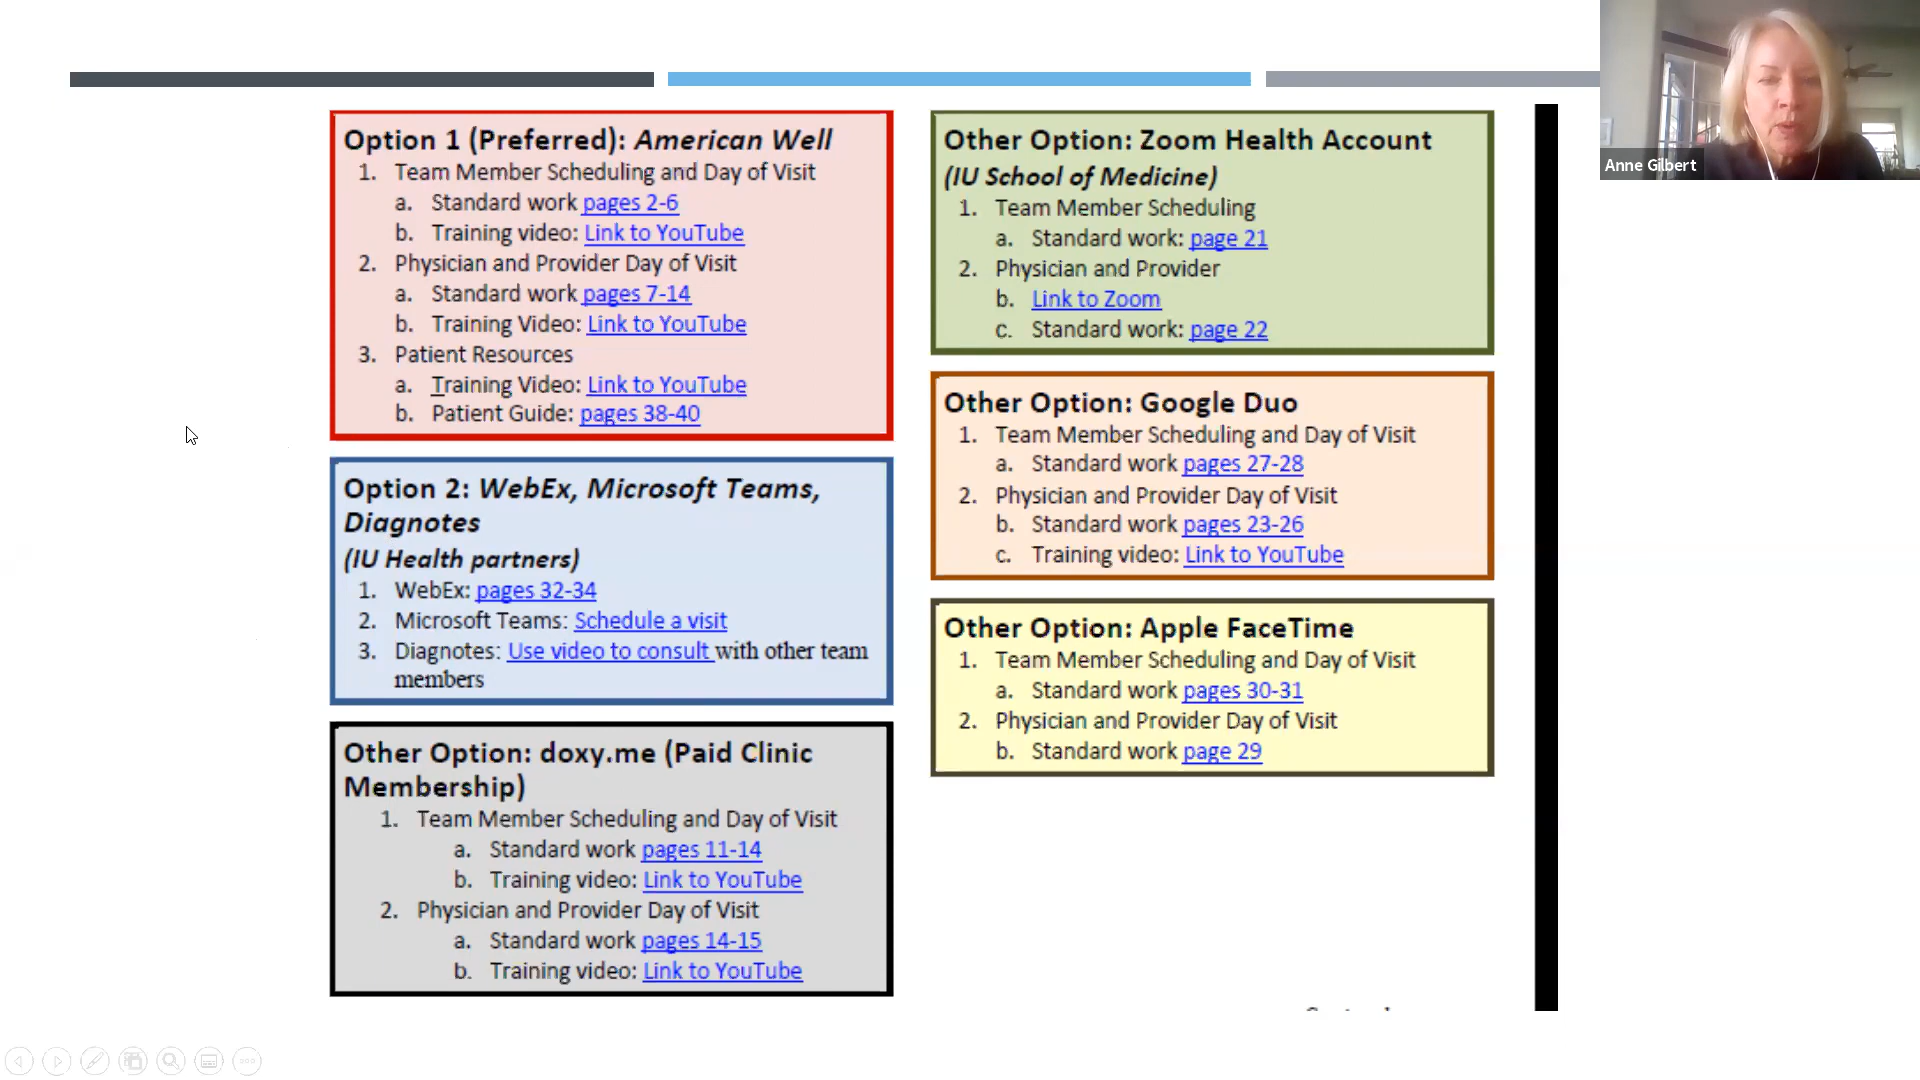 Option 1 (Preferred): American Well
1. Team Member Scheduling and Day of Visit
a. Standard work pages 2-6
b. Training video: Link to YouTube
2. Physician and Provider Day of Visit
a. Standard work pages 7-14
b. Training Video: Link to YouTube
3. Patient Resources
a. Training Video: Link to YouTube
b. Patient Guide: pages 38-40
Option 2: WebEx, Microsoft Teams,
Diagnotes
(IU Health partners)
1. WebEx: pages 32-34
2. Microsoft Teams: Schedule a visit
3. Diagnotes: Use video to consult with other team
members
Other Option: doxy.me (Paid Clinic
Membership)
1. Team Member Scheduling and Day of Visit
a. Standard work pages 11-14
b. Training video: Link to YouTube
2. Physician and Provider Day of Visit
a. Standard work pages 14-15
b. Training video: Link to YouTube
Other Option: Zoom Health Account
(IU School of Medicine)
1. Team Member Scheduling
a. Standard work: page 21
2. Physician and Provider
b. Link to Zoom
c. Standard work: page 22
Other Option: Google Duo
1. Team Member Scheduling and Day of Visit
a. Standard work pages 27-28
2. Physician and Provider Day of Visit
b. Standard work pages 23-26
c. Training video: Link to YouTube
Other Option: Apple FaceTime
1. Team Member Scheduling and Day of Visit
a. Standard work pages 30-31
2. Physician and Provider Day of Visit
b. Standard work page 29
Anne Gilbert